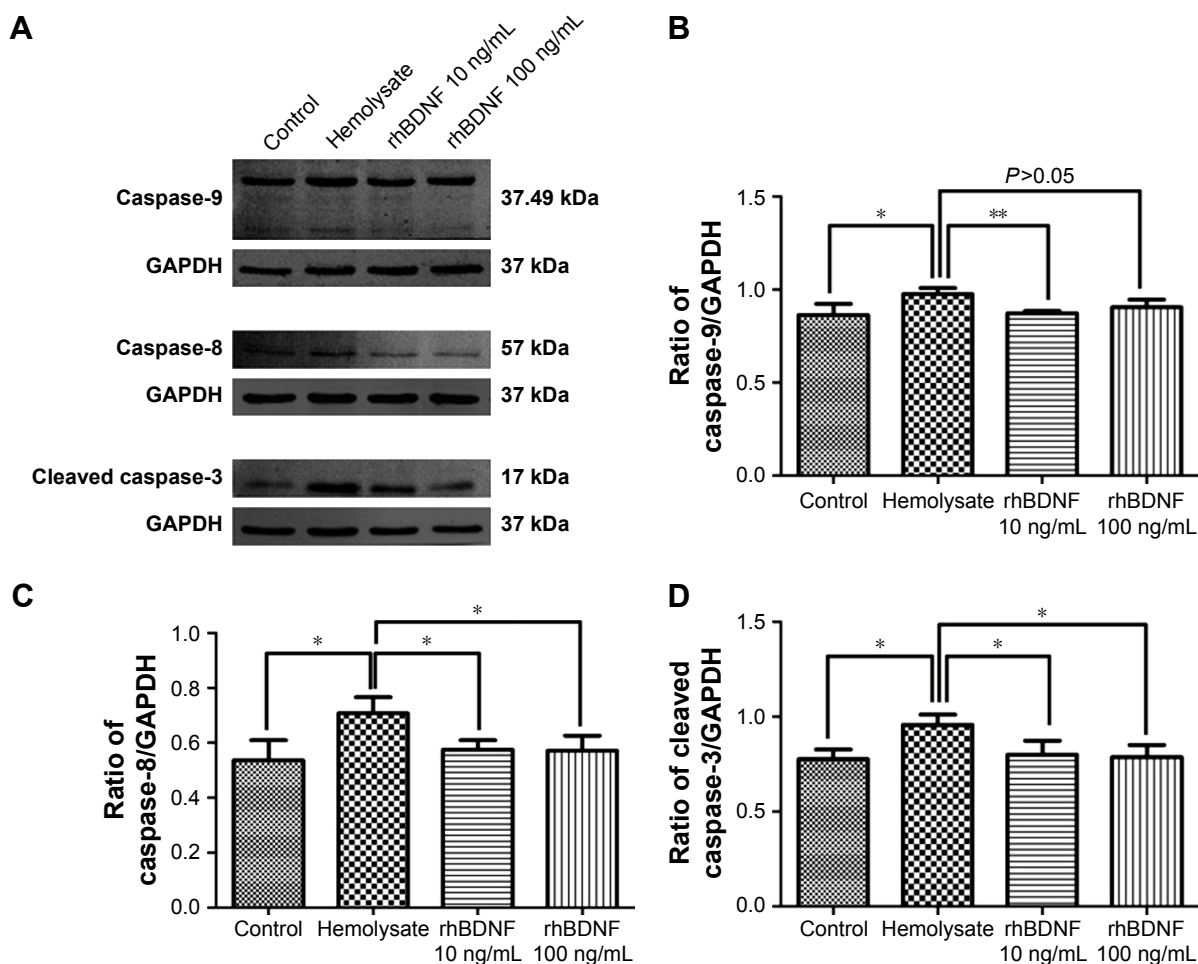 A
Control
Hemolysate
rhBDNF 10 ng/mL
rhBDNF 100 ng/mL
Caspase-9
37.49 kDa
GAPDH
37 kDa
Caspase-8
57 kDa
GAPDH
37 kDa
Cleaved caspase-3
17 kDa
GAPDH
37 kDa
B
Ratio of
caspase-9/GAPDH
1.5
1.0
0.5
0.0
*
**
P>0.05
Control
Hemolysate
rhBDNF
10 ng/mL
rhBDNF
100 ng/mL
C
Ratio of
caspase-8/GAPDH
1.0
0.8
0.6
0.4
0.2
0.0
*
*
*
Control
Hemolysate
rhBDNF
10 ng/mL
rhBDNF
100 ng/mL
D
Ratio of cleaved
caspase-3/GAPDH
1.5
1.0
0.5
0.0
*
*
*
Control
Hemolysate
rhBDNF
10 ng/mL
rhBDNF
100 ng/mL